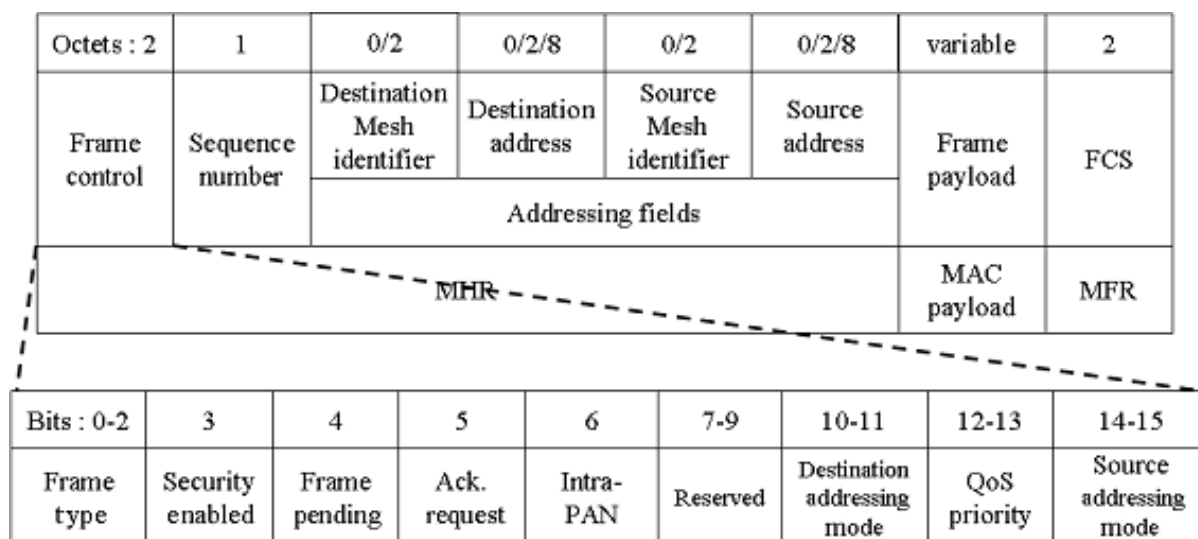 Octets : 2 1 0/2 0/2/8 0/2 0/2/8 variable 2
Frame control
Sequence number
Destination Mesh identifier
Destination address
Source Mesh identifier
Source address
Frame payload
FCS
Addressing fields
MHR
MAC payload
MFR
Bits : 0-2 3 4 5 6 7-9 10-11 12-13 14-15
Frame type
Security enabled
Frame pending
Ack. request
Intra-PAN
Reserved
Destination addressing mode
QoS priority
Source addressing mode